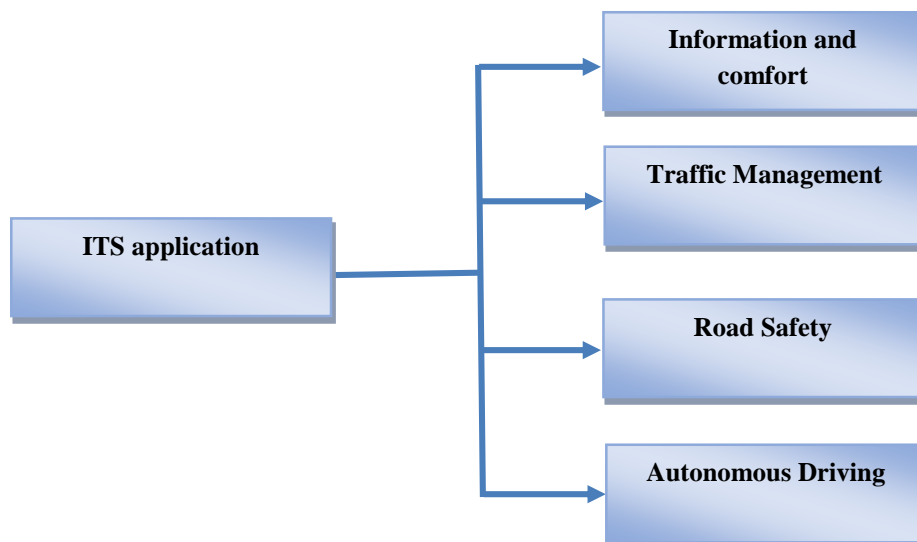 Information and
comfort
Traffic Management
ITS application
Road Safety
Autonomous Driving